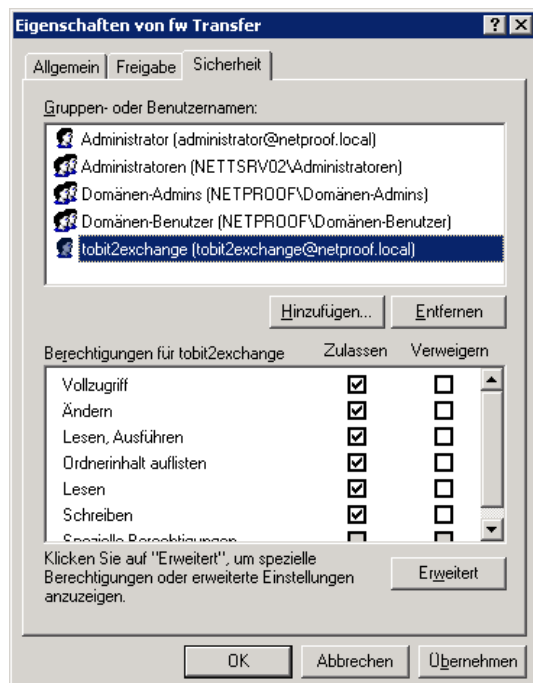 Eigenschaften von fw Transfer
Allgemein Freigabe Sicherheit
Gruppen- oder Benutzernamen:
Administrator (administrator@netproof.local)
Administratoren (NETTSRV02\Administratoren)
Domänen-Admins (NETPROOF\Domänen-Admins)
Domänen-Benutzer (NETPROOF\Domänen-Benutzer)
tobit2exchange (tobit2exchange@netproof.local)
Hinzufügen... Entfernen
Berechtigungen für tobit2exchange Zulassen Verweigern
Vollzugriff
Ändern
Lesen, Ausführen
Ordnerinhalt auflisten
Lesen
Schreiben
Spezielle Berechtigungen
Klicken Sie auf "Erweitert", um spezielle
Berechtigungen oder erweiterte Einstellungen
anzuzeigen.
Erweitert
OK Abbrechen Übernehmen